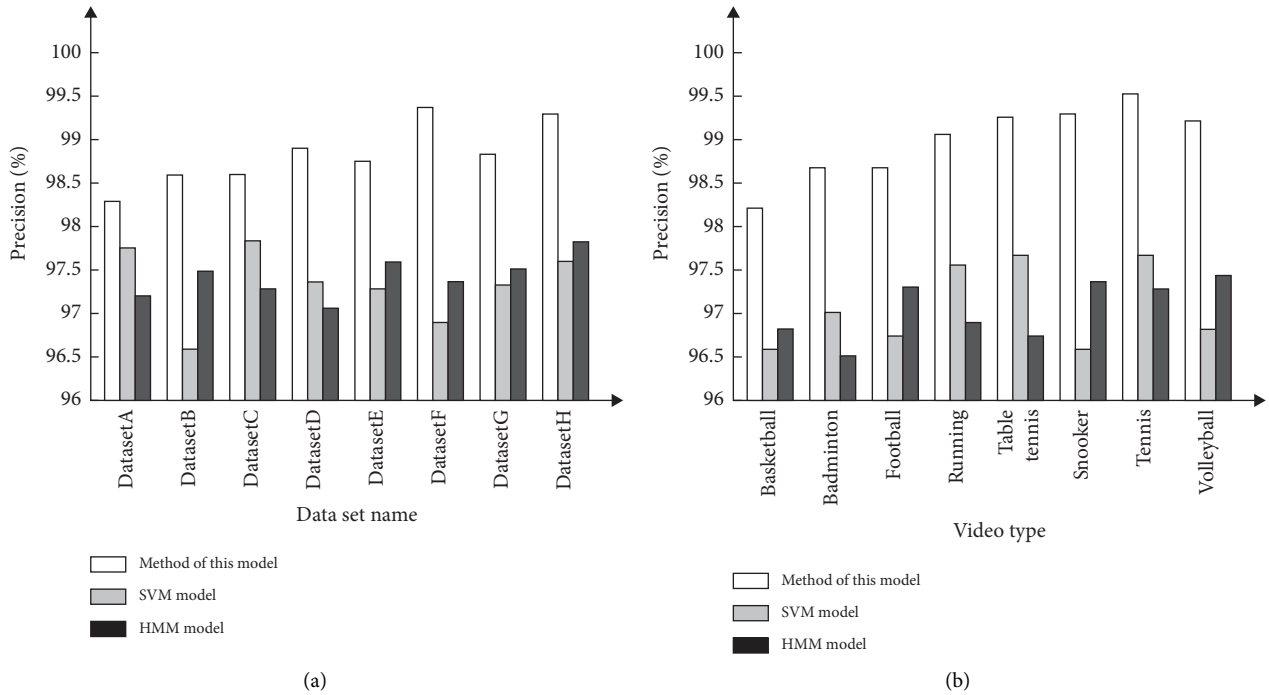 100
99.5
99
98.5
98
97.5
97
96.5
96
Precision (%)
DatasetA
DatasetB
DatasetC
DatasetD
DatasetE
DatasetF
DatasetG
DatasetH
Data set name
Method of this model
SVM model
HMM model
(a)
100
99.5
99
98.5
98
97.5
97
96.5
96
Precision (%)
Basketball
Badminton
Football
Running
Table
tennis
Snooker
Tennis
Volleyball
Video type
Method of this model
SVM model
HMM model
(b)